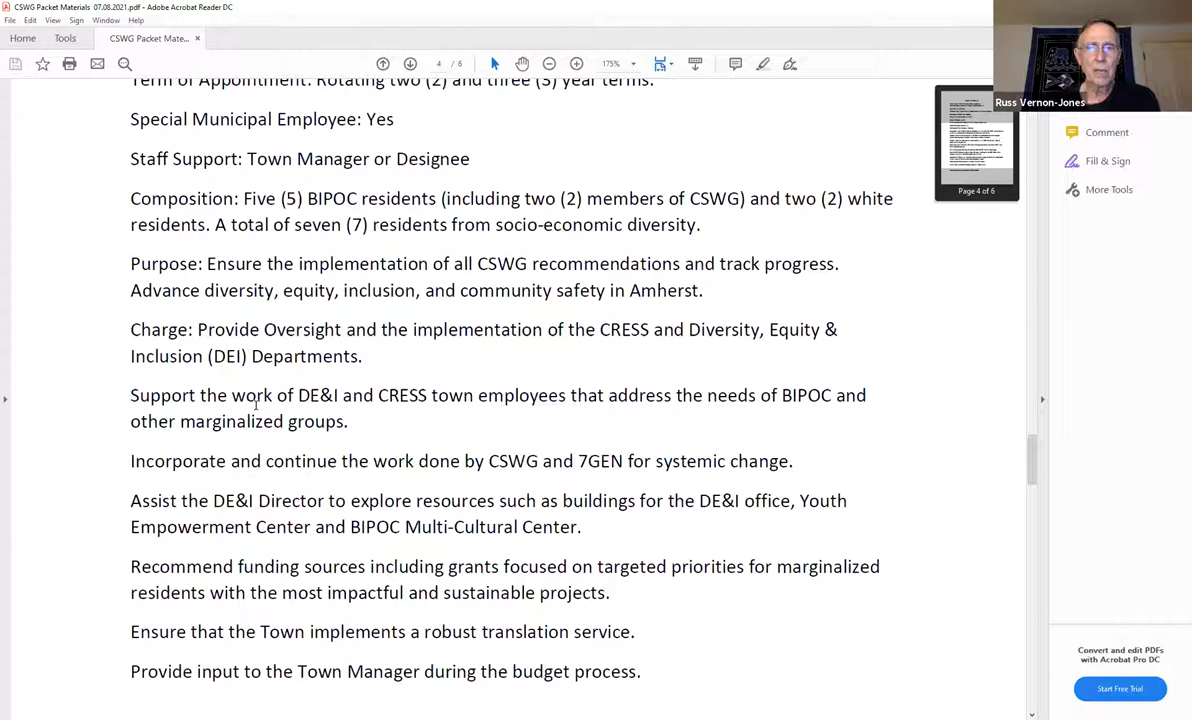 CSWG Packet Materials 07.08.2021.pdf - Adobe Acrobat Reader DC
File Edit View Sign Window Help
Home Tools CSWG Packet Mate... ×
4 / 6 175%
Russ Vernon-Jones
Term of Appointment: Rotating two (2) and three (3) year terms.
Special Municipal Employee: Yes
Staff Support: Town Manager or Designee
Composition: Five (5) BIPOC residents (including two (2) members of CSWG) and two (2) white
residents. A total of seven (7) residents from socio-economic diversity.
Purpose: Ensure the implementation of all CSWG recommendations and track progress.
Advance diversity, equity, inclusion, and community safety in Amherst.
Charge: Provide Oversight and the implementation of the CRESS and Diversity, Equity &
Inclusion (DEI) Departments.
Support the work of DE&I and CRESS town employees that address the needs of BIPOC and
other marginalized groups.
Incorporate and continue the work done by CSWG and 7GEN for systemic change.
Assist the DE&I Director to explore resources such as buildings for the DE&I office, Youth
Empowerment Center and BIPOC Multi-Cultural Center.
Recommend funding sources including grants focused on targeted priorities for marginalized
residents with the most impactful and sustainable projects.
Ensure that the Town implements a robust translation service.
Provide input to the Town Manager during the budget process.
Page 4 of 6
Comment
Fill & Sign
More Tools
Convert and edit PDFs
with Acrobat Pro DC
Start Free Trial